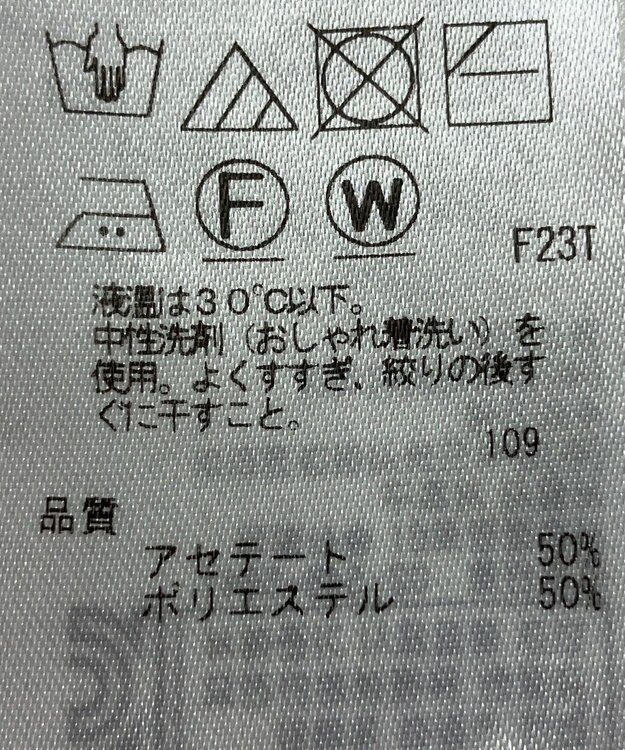 F
W
F23T
液温は30℃以下。
中性洗剤(おしゃれ着洗い)を
使用。よくすすぎ、絞りの後す
ぐに干すこと。
109
品質
アセテート 50%
ポリエステル 50%